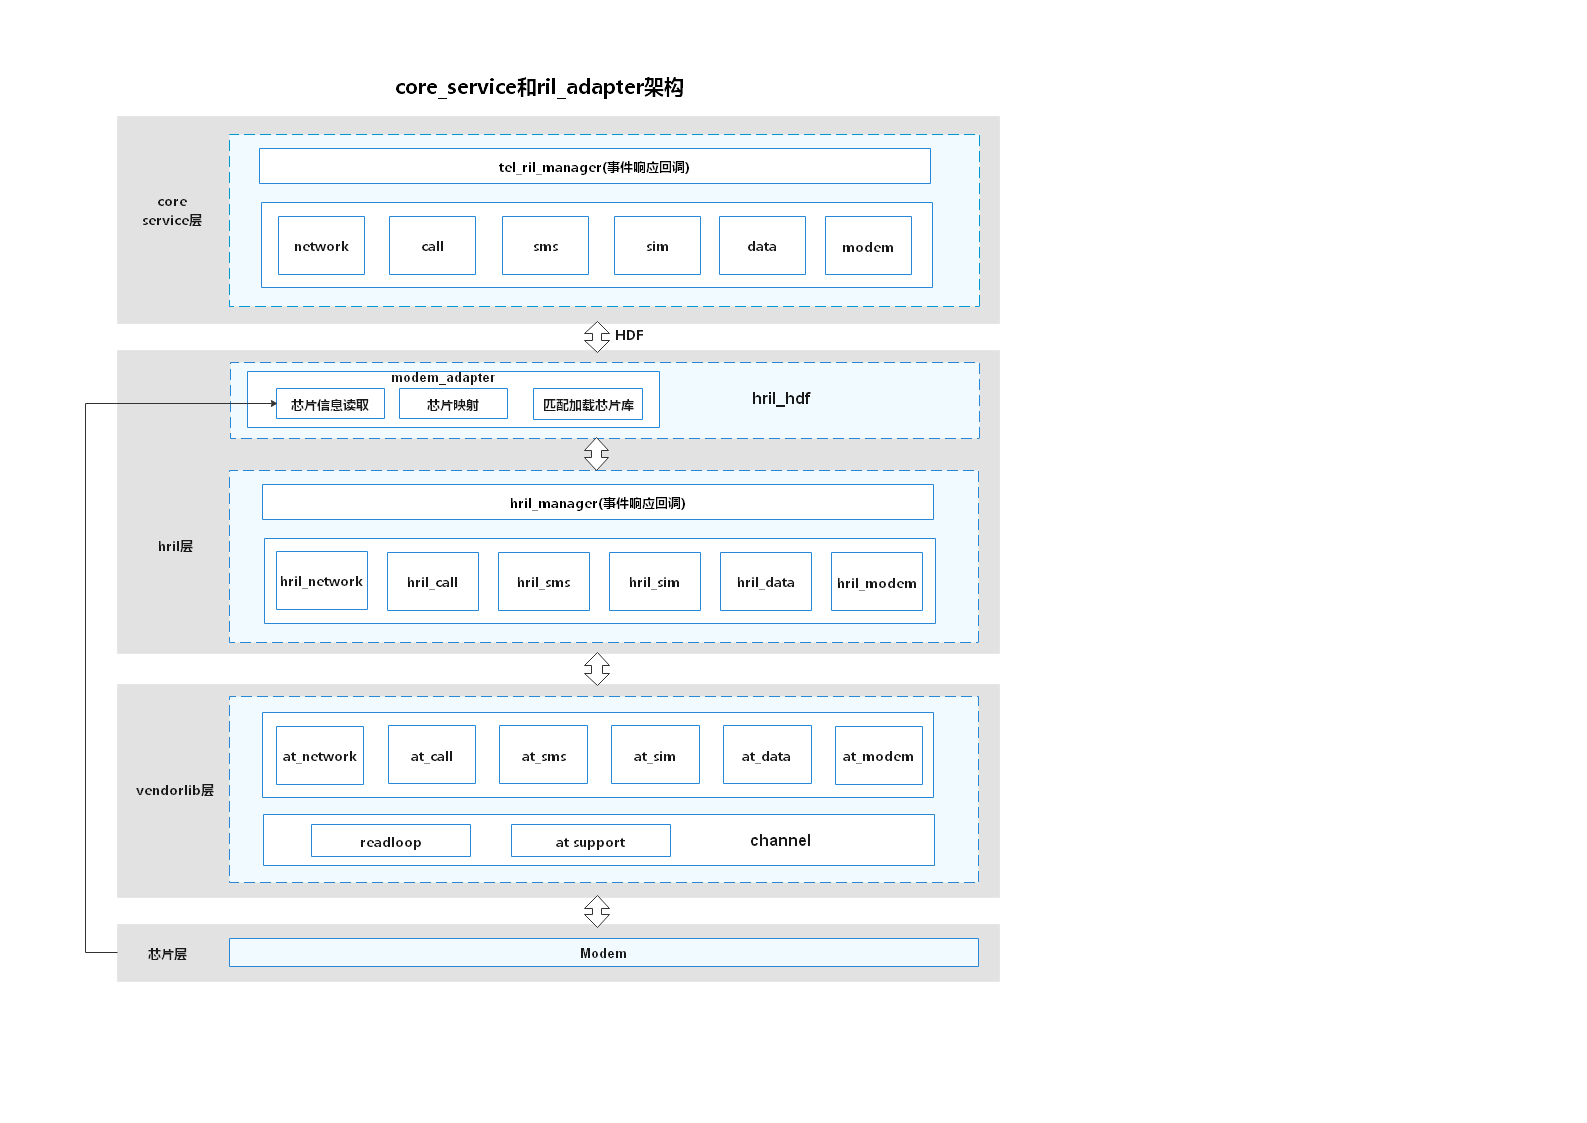 core_service和ril_adapter架构
core
service层
tel_ril_manager(事件响应回调)
network
call
sms
sim
data
modem
HDF
modem_adapter
芯片信息读取
芯片映射
匹配加载芯片库
hril_hdf
hril层
hril_manager(事件响应回调)
hril_network
hril_call
hril_sms
hril_sim
hril_data
hril_modem
vendorlib层
at_network
at_call
at_sms
at_sim
at_data
at_modem
readloop
at support
channel
芯片层
Modem